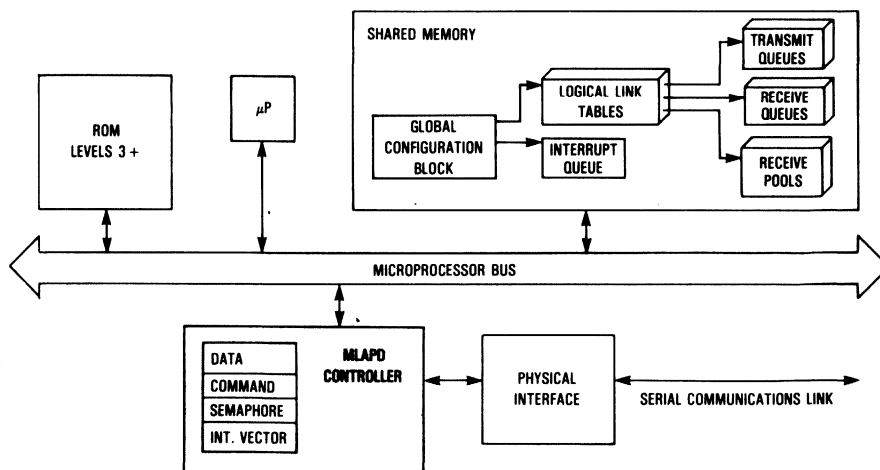 SHARED MEMORY
TRANSMIT
QUEUES
LOGICAL LINK
TABLES
RECEIVE
QUEUES
GLOBAL
CONFIGURATION
BLOCK
INTERRUPT
QUEUE
RECEIVE
POOLS
ROM
LEVELS 3 +
μP
MICROPROCESSOR BUS
DATA
COMMAND
SEMAPHORE
INT. VECTOR
MLAPD
CONTROLLER
PHYSICAL
INTERFACE
SERIAL COMMUNICATIONS LINK